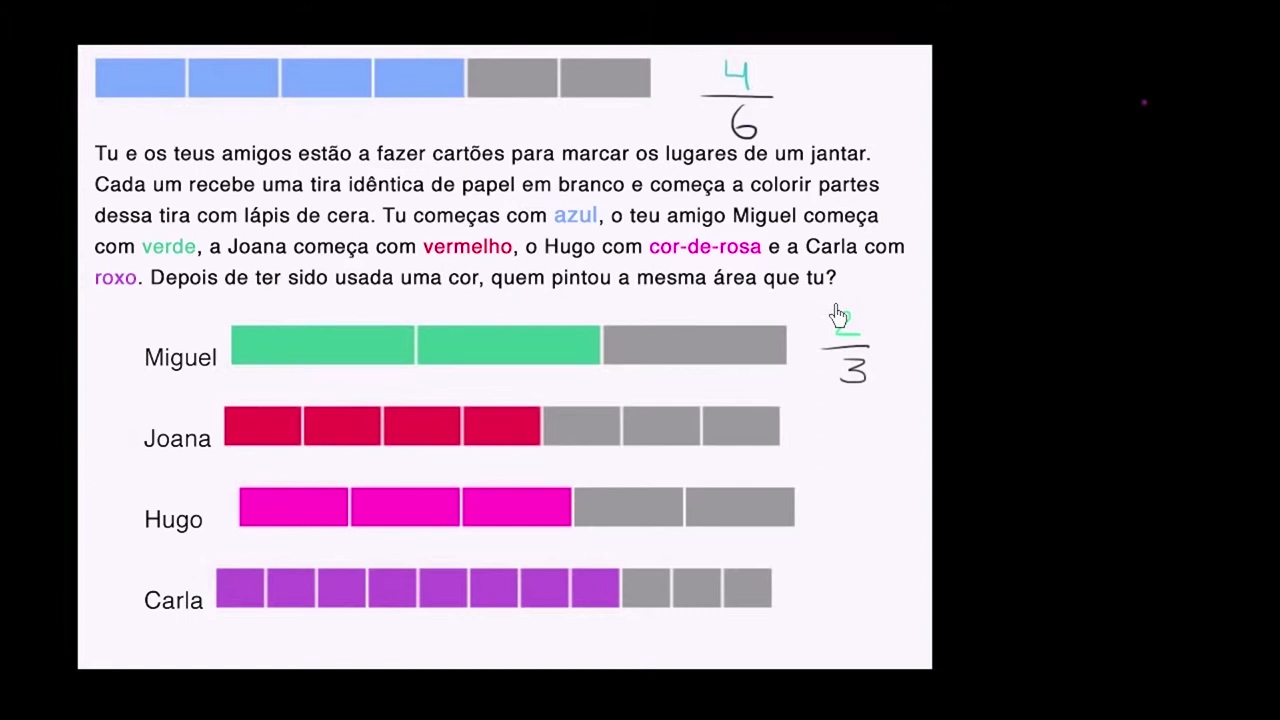 4
6
Tu e os teus amigos estão a fazer cartões para marcar os lugares de um jantar.
Cada um recebe uma tira idêntica de papel em branco e começa a colorir partes
dessa tira com lápis de cera. Tu começas com azul, o teu amigo Miguel começa
com verde, a Joana começa com vermelho, o Hugo com cor-de-rosa e a Carla com
roxo. Depois de ter sido usada uma cor, quem pintou a mesma área que tu?
2
Miguel
3
Joana
Hugo
Carla